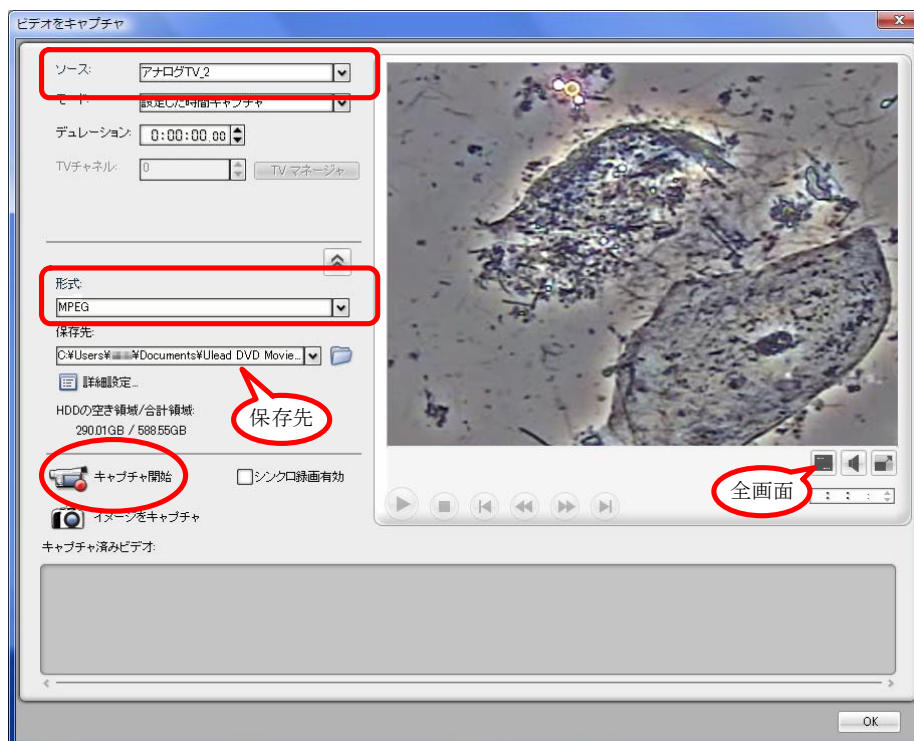 ビデオをキャプチャ
ソース: アナログTV_2
モード: 設定した時間キャプチャ
デュレーション: 0:00:00.00
TVチャネル: 0 TV マネージャ
形式:
MPEG
保存先:
C:¥Users¥ ¥Documents¥Ulead DVD Movie...
詳細設定...
保存先
HDDの空き領域/合計領域:
290.01GB / 588.55GB
キャプチャ開始 シンクロ録画有効
全画面
イメージをキャプチャ
キャプチャ済みビデオ:
OK